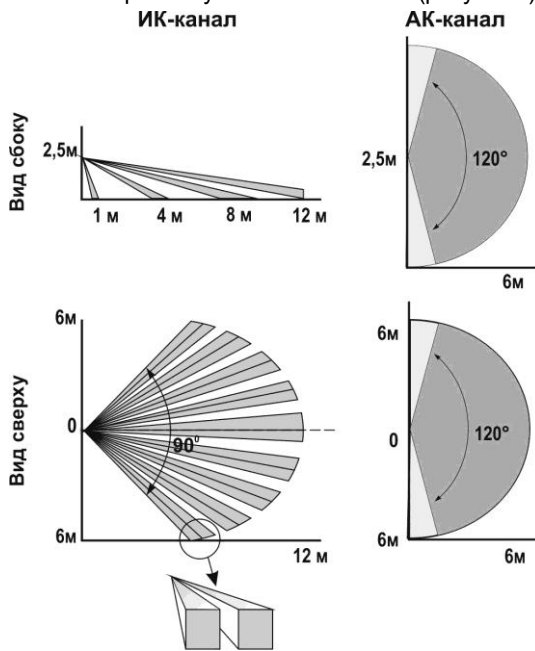 ИК-канал
АК-канал
Вид сбоку
2,5м
1 м
4 м
8 м
12 м
2,5м
120°
6м
Вид сверху
6м
0
6м
90⁰
12 м
6м
0
6м
120°
6м